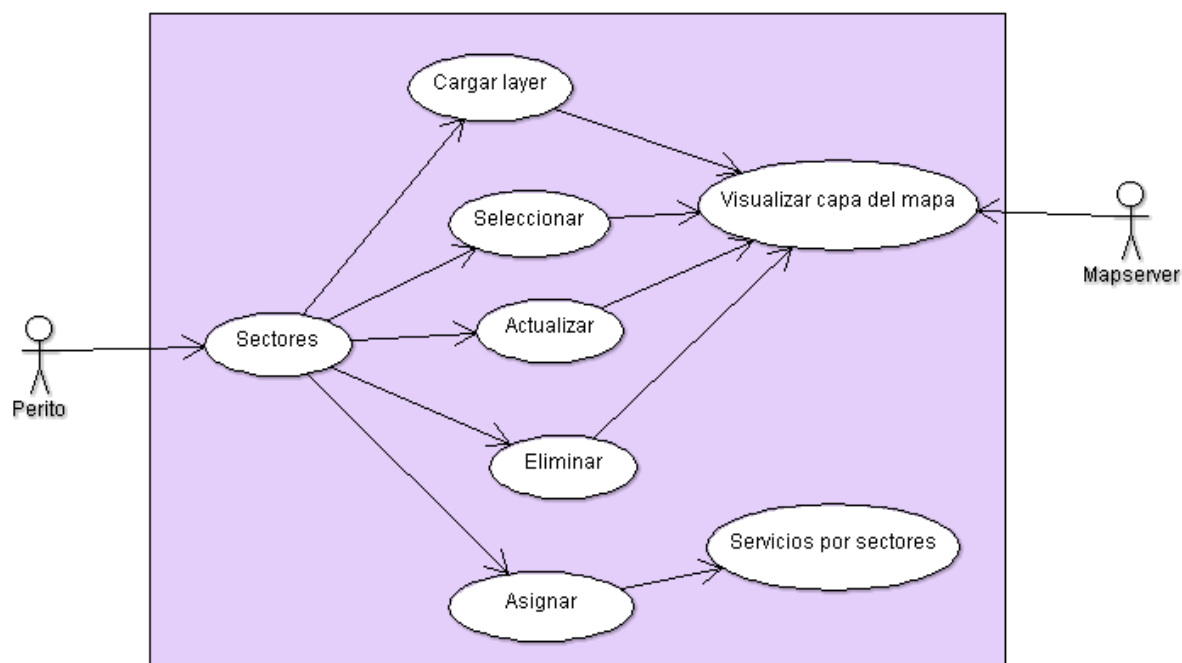 Cargar layer
Visualizar capa del mapa
Seleccionar
Mapserver
Actualizar
Sectores
Perito
Eliminar
Servicios por sectores
Asignar